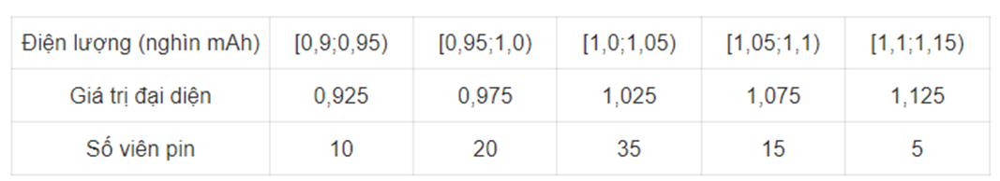 Điện lượng (nghìn mAh) [0,9;0,95) [0,95;1,0) [1,0;1,05) [1,05;1,1) [1,1;1,15)
Giá trị đại diện 0,925 0,975 1,025 1,075 1,125
Số viên pin 10 20 35 15 5